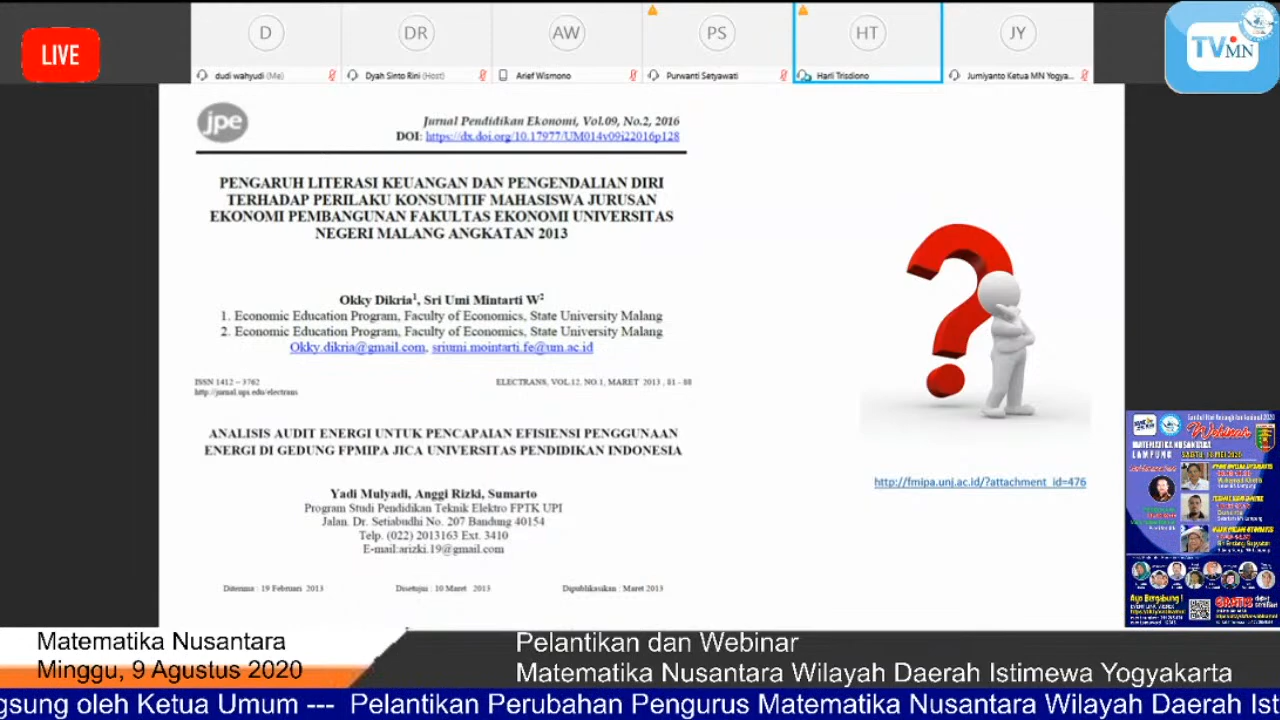 LIVE
D
DR
AW
PS
HT
JY
dudi wahyudi (Me)
Dyah Sinto Rini (Host)
Arief Wismono
Purwanti Setyawati
Harli Trisdiono
Jumiyanto Ketua MN Yogya...
TVMN
jpe
Jurnal Pendidikan Ekonomi, Vol.09, No.2, 2016
DOI: https://dx.doi.org/10.17977/UM014v09i22016p128
PENGARUH LITERASI KEUANGAN DAN PENGENDALIAN DIRI
TERHADAP PERILAKU KONSUMTIF MAHASISWA JURUSAN
EKONOMI PEMBANGUNAN FAKULTAS EKONOMI UNIVERSITAS
NEGERI MALANG ANGKATAN 2013
Okky Dikria1, Sri Umi Mintarti W2
1. Economic Education Program, Faculty of Economics, State University Malang
2. Economic Education Program, Faculty of Economics, State University Malang
Okky.dikria@gmail.com, sriumi.mointarti.fe@um.ac.id
ISSN 1412 – 3762
http://jurnal.upi.edu/electrans
ELECTRANS, VOL.12, NO.1, MARET 2013 , 81 - 88
ANALISIS AUDIT ENERGI UNTUK PENCAPAIAN EFISIENSI PENGGUNAAN
ENERGI DI GEDUNG FPMIPA JICA UNIVERSITAS PENDIDIKAN INDONESIA
Yadi Mulyadi, Anggi Rizki, Sumarto
Program Studi Pendidikan Teknik Elektro FPTK UPI
Jalan. Dr. Setiabudhi No. 207 Bandung 40154
Telp. (022) 2013163 Ext. 3410
E-mail:arizki.19@gmail.com
Diterima : 19 Februari 2013
Disetujui : 10 Maret 2013
Dipublikasikan : Maret 2013
http://fmipa.unj.ac.id/?attachment_id=476
Webinar
MATEMATIKA NUSANTARA
LAMPUNG
Ayo Bergabung !
GRATIS
Matematika Nusantara
Minggu, 9 Agustus 2020
Pelantikan dan Webinar
Matematika Nusantara Wilayah Daerah Istimewa Yogyakarta
gsung oleh Ketua Umum --- Pelantikan Perubahan Pengurus Matematika Nusantara Wilayah Daerah Ist